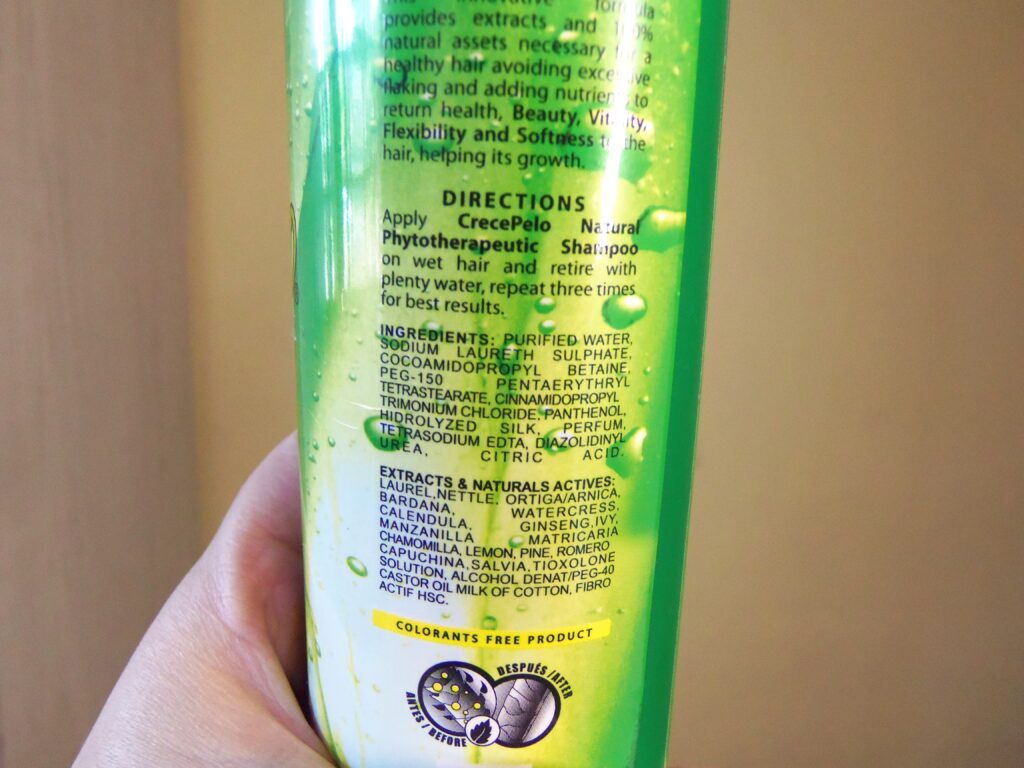 This innovative formula
provides extracts and 100%
natural assets necessary for a
healthy hair avoiding excesive
flaking and adding nutrients to
return health, Beauty, Vitality,
Flexibility and Softness to the
hair, helping its growth.
DIRECTIONS
Apply CrecePelo Natural
Phytotherapeutic Shampoo
on wet hair and retire with
plenty water, repeat three times
for best results.
INGREDIENTS: PURIFIED WATER,
SODIUM LAURETH SULPHATE,
COCOAMIDOPROPYL BETAINE,
PEG-150 PENTAERYTHRYL
TETRASTEARATE, CINNAMIDOPROPYL
TRIMONIUM CHLORIDE, PANTHENOL,
HIDROLYZED SILK, PERFUM,
TETRASODIUM EDTA, DIAZOLIDINYL
UREA, CITRIC ACID.
EXTRACTS & NATURALS ACTIVES:
LAUREL,NETTLE, ORTIGA/ARNICA,
BARDANA, WATERCRESS,
CALENDULA, GINSENG,IVY,
MANZANILLA MATRICARIA
CHAMOMILLA, LEMON, PINE, ROMERO
CAPUCHINA,SALVIA,TIOXOLONE
SOLUTION, ALCOHOL DENAT/PEG-40
CASTOR OIL MILK OF COTTON, FIBRO
ACTIF HSC.
COLORANTS FREE PRODUCT
ANTES / BEFORE
DESPUÉS / AFTER